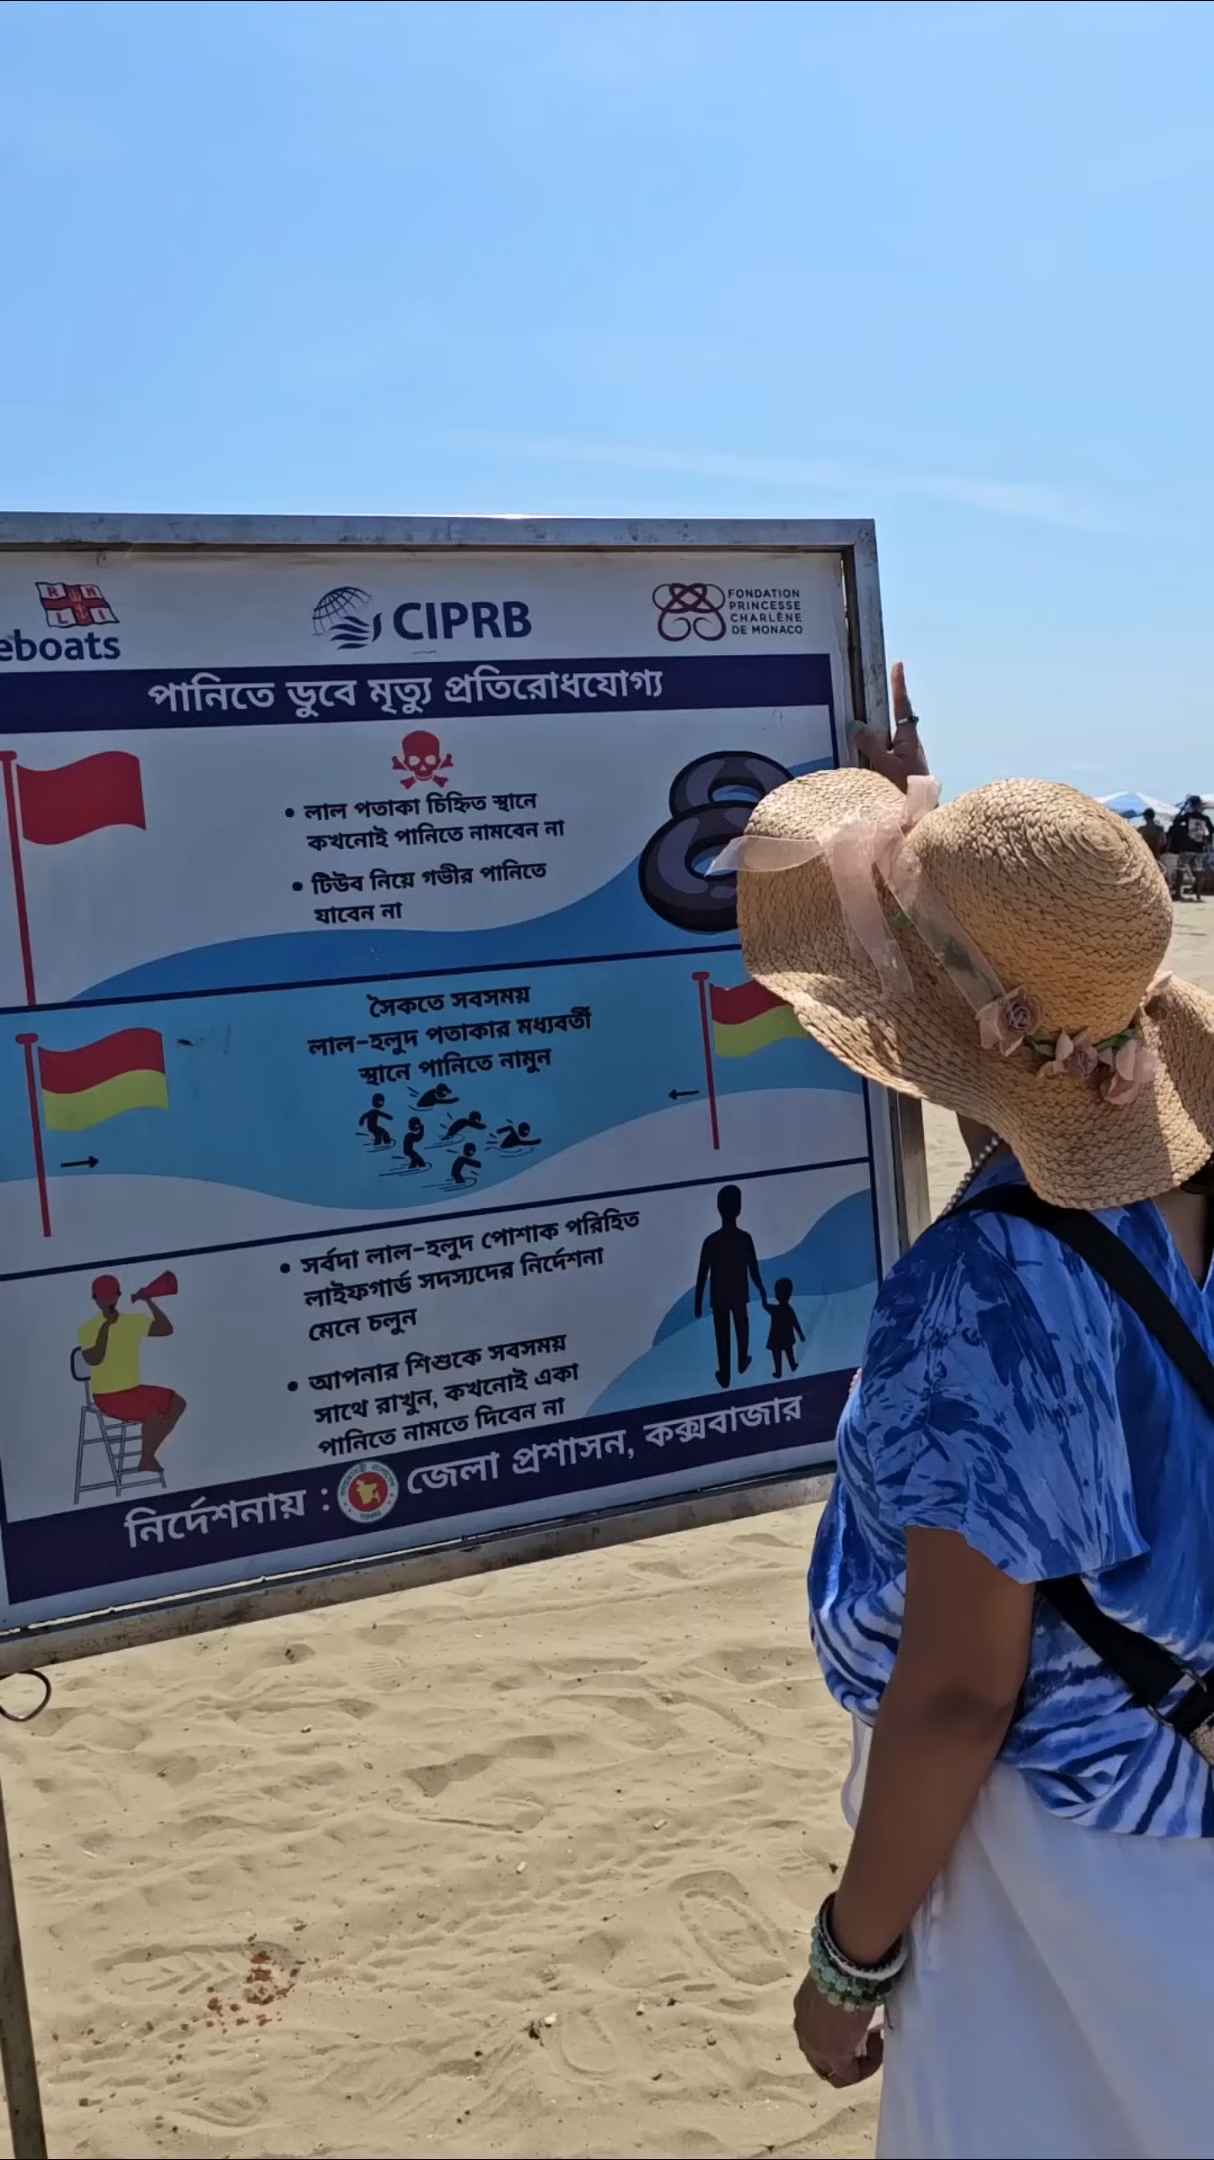 R N
L I
eboats
CIPRB
FONDATION
PRINCESSE
CHARLÈNE
DE MONACO
পানিতে ডুবে মৃত্যু প্রতিরোধযোগ্য
• লাল পতাকা চিহ্নিত স্থানে
কখনোই পানিতে নামবেন না
• টিউব নিয়ে গভীর পানিতে
যাবেন না
সৈকতে সবসময়
লাল-হলুদ পতাকার মধ্যবর্তী
স্থানে পানিতে নামুন
• সর্বদা লাল-হলুদ পোশাক পরিহিত
লাইফগার্ড সদস্যদের নির্দেশনা
মেনে চলুন
• আপনার শিশুকে সবসময়
সাথে রাখুন, কখনোই একা
পানিতে নামতে দিবেন না
নির্দেশনায় : জেলা প্রশাসন, কক্সবাজার